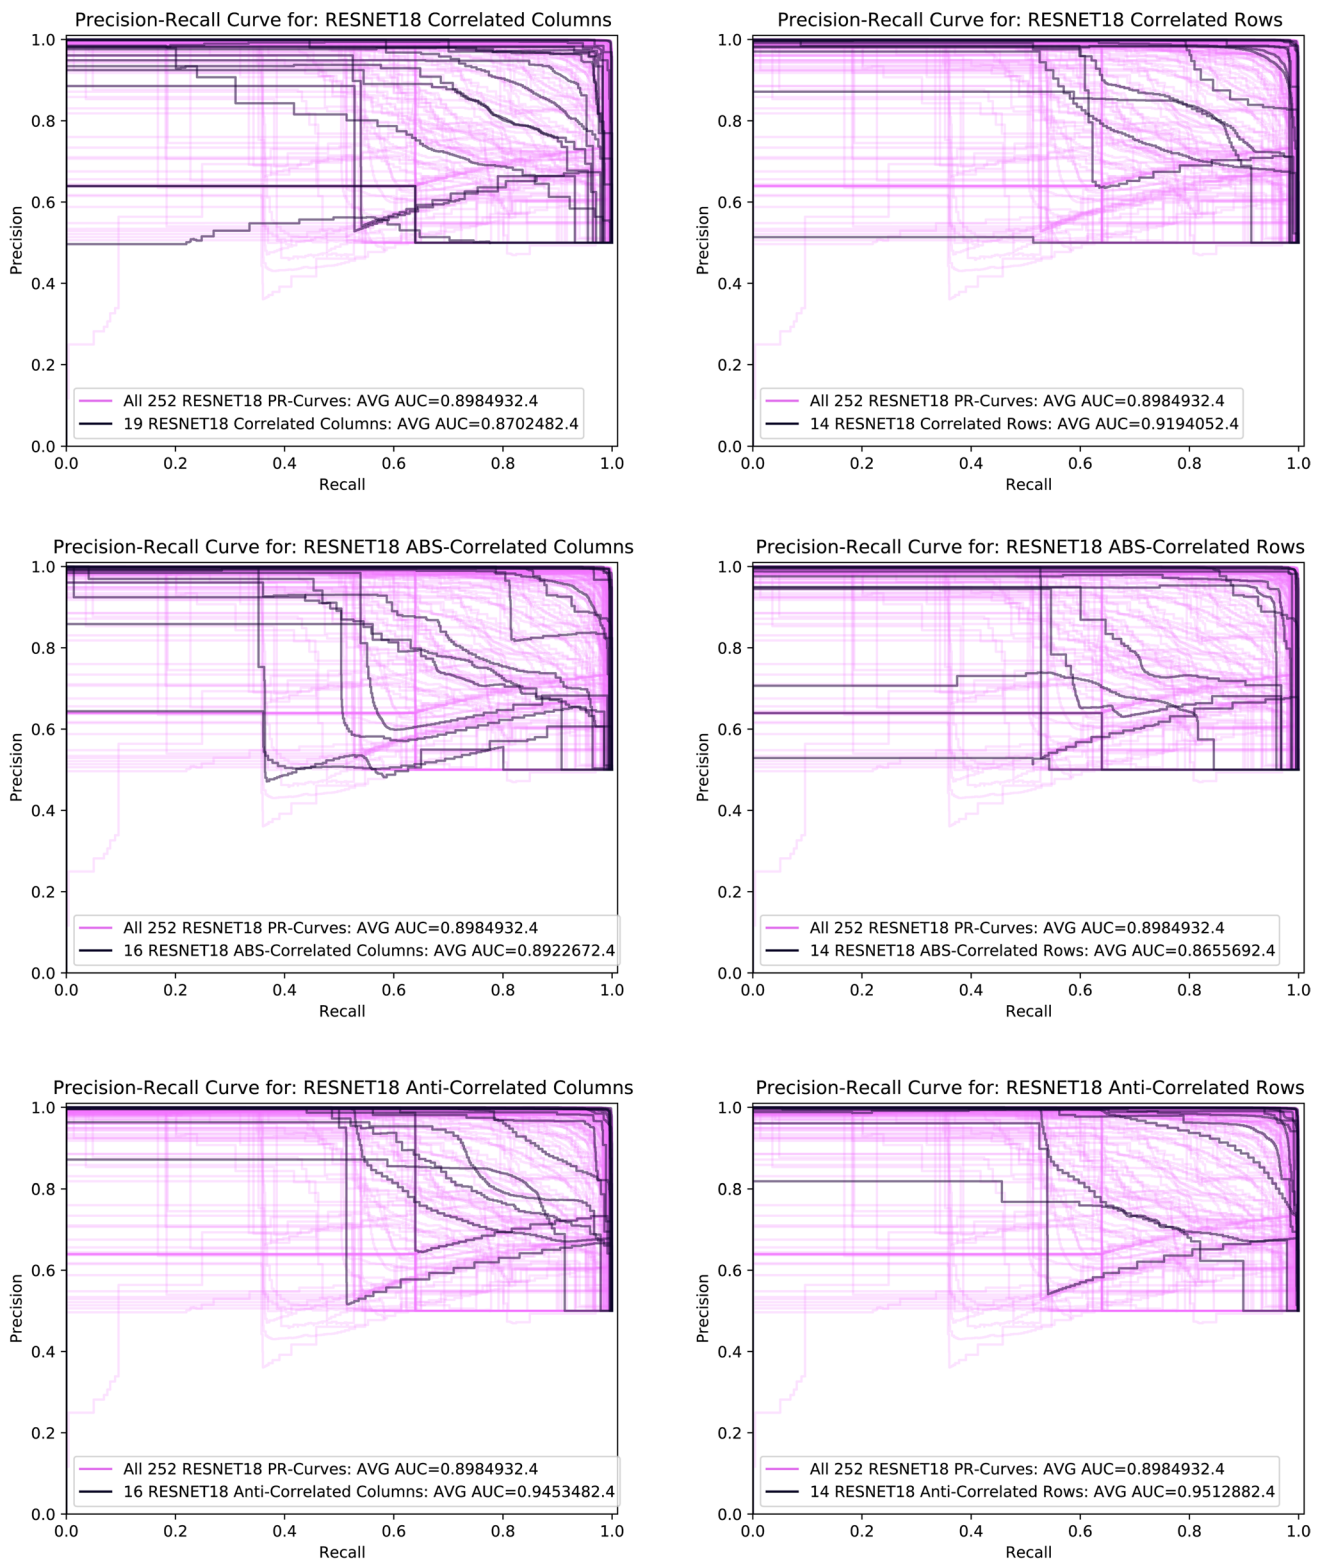 Precision-Recall Curve for: RESNET18 Correlated Columns
1.0
0.8
0.6
0.4
0.2
0.0
Precision
All 252 RESNET18 PR-Curves: AVG AUC=0.8984932.4
19 RESNET18 Correlated Columns: AVG AUC=0.8702482.4
0.0 0.2 0.4 0.6 0.8 1.0
Recall
Precision-Recall Curve for: RESNET18 Correlated Rows
1.0
0.8
0.6
0.4
0.2
0.0
Precision
All 252 RESNET18 PR-Curves: AVG AUC=0.8984932.4
14 RESNET18 Correlated Rows: AVG AUC=0.9194052.4
0.0 0.2 0.4 0.6 0.8 1.0
Recall
Precision-Recall Curve for: RESNET18 ABS-Correlated Columns
1.0
0.8
0.6
0.4
0.2
0.0
Precision
All 252 RESNET18 PR-Curves: AVG AUC=0.8984932.4
16 RESNET18 ABS-Correlated Columns: AVG AUC=0.8922672.4
0.0 0.2 0.4 0.6 0.8 1.0
Recall
Precision-Recall Curve for: RESNET18 ABS-Correlated Rows
1.0
0.8
0.6
0.4
0.2
0.0
Precision
All 252 RESNET18 PR-Curves: AVG AUC=0.8984932.4
14 RESNET18 ABS-Correlated Rows: AVG AUC=0.8655692.4
0.0 0.2 0.4 0.6 0.8 1.0
Recall
Precision-Recall Curve for: RESNET18 Anti-Correlated Columns
1.0
0.8
0.6
0.4
0.2
0.0
Precision
All 252 RESNET18 PR-Curves: AVG AUC=0.8984932.4
16 RESNET18 Anti-Correlated Columns: AVG AUC=0.9453482.4
0.0 0.2 0.4 0.6 0.8 1.0
Recall
Precision-Recall Curve for: RESNET18 Anti-Correlated Rows
1.0
0.8
0.6
0.4
0.2
0.0
Precision
All 252 RESNET18 PR-Curves: AVG AUC=0.8984932.4
14 RESNET18 Anti-Correlated Rows: AVG AUC=0.9512882.4
0.0 0.2 0.4 0.6 0.8 1.0
Recall